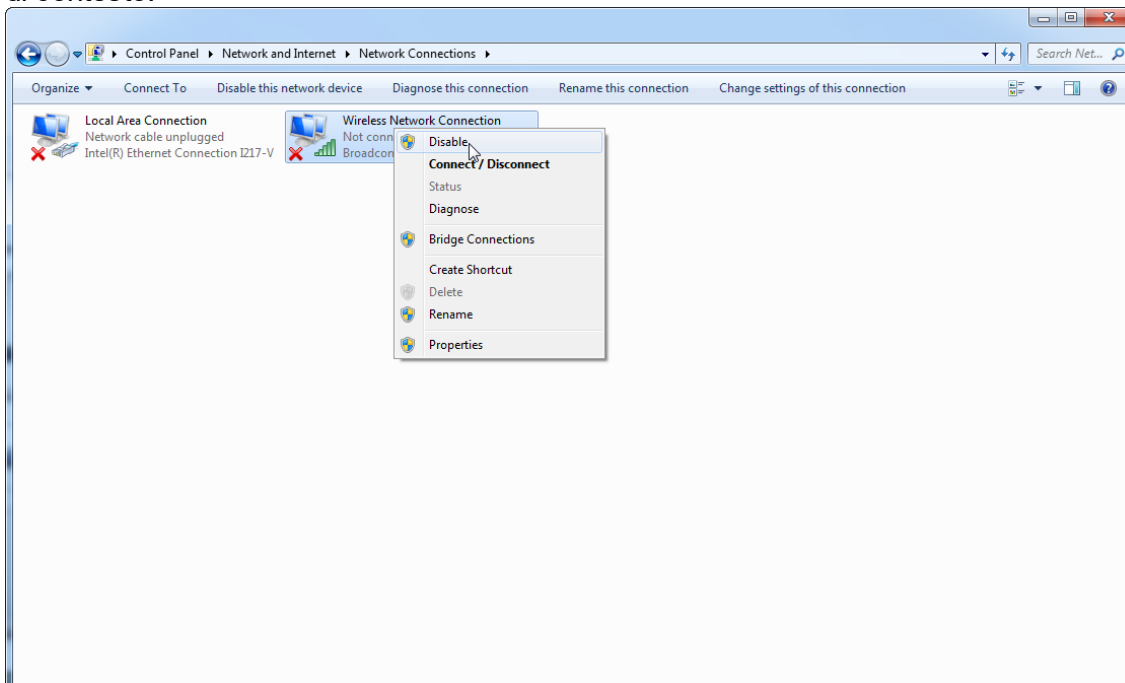 Control Panel ▸ Network and Internet ▸ Network Connections ▸
Search Net...
Organize Connect To Disable this network device Diagnose this connection Rename this connection Change settings of this connection
Local Area Connection
Network cable unplugged
Intel(R) Ethernet Connection I217-V
Wireless Network Connection
Not conn
Broadcon
Disable
Connect / Disconnect
Status
Diagnose
Bridge Connections
Create Shortcut
Delete
Rename
Properties